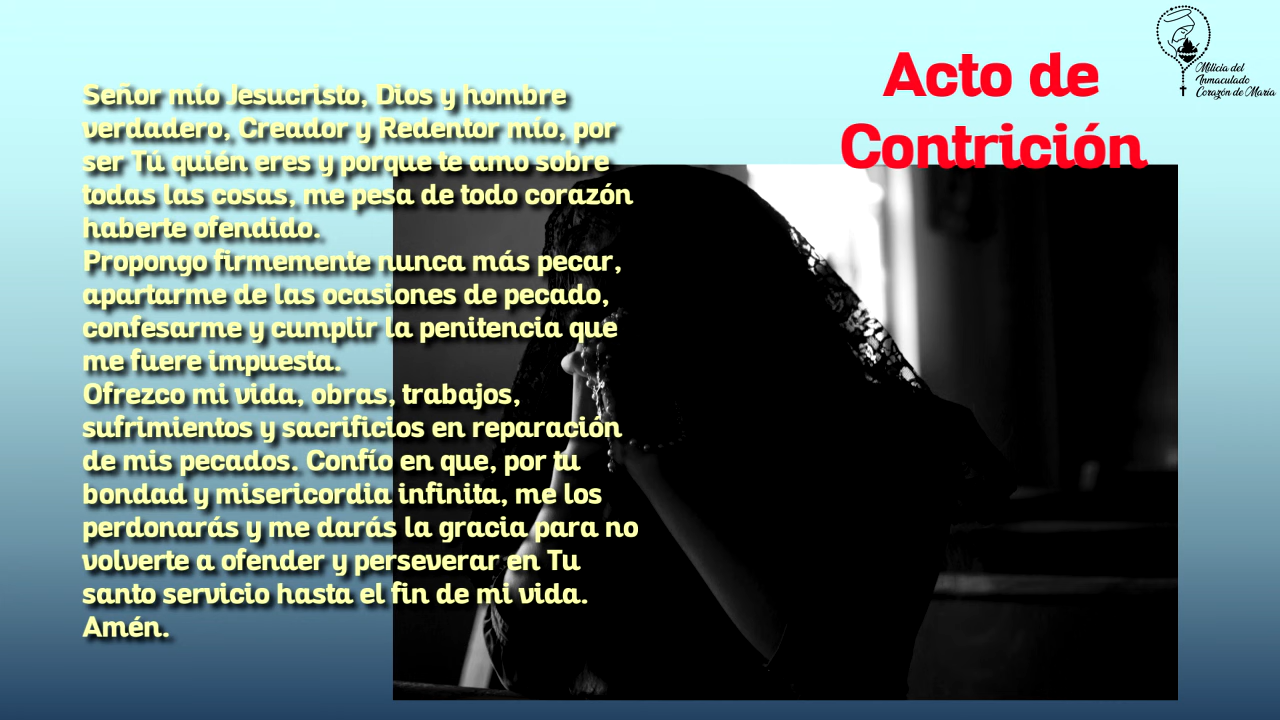 Acto de
Contrición
Milicia del
Inmaculado
Corazón de María
Señor mío Jesucristo, Dios y hombre
verdadero, Creador y Redentor mío, por
ser Tú quién eres y porque te amo sobre
todas las cosas, me pesa de todo corazón
haberte ofendido.
Propongo firmemente nunca más pecar,
apartarme de las ocasiones de pecado,
confesarme y cumplir la penitencia que
me fuere impuesta.
Ofrezco mi vida, obras, trabajos,
sufrimientos y sacrificios en reparación
de mis pecados. Confío en que, por tu
bondad y misericordia infinita, me los
perdonarás y me darás la gracia para no
volverte a ofender y perseverar en Tu
santo servicio hasta el fin de mi vida.
Amén.